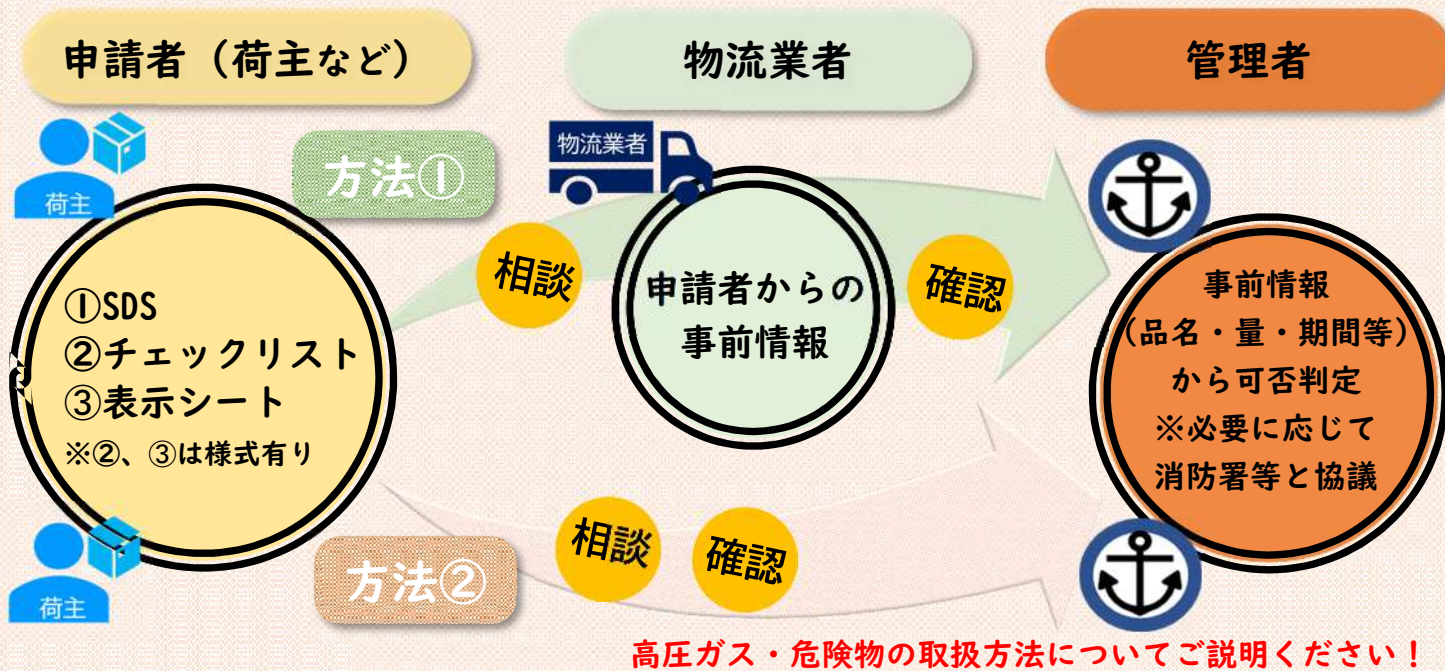 申請者（荷主など）
物流業者
管理者
荷主
方法①
物流業者
相談
確認
①SDS
②チェックリスト
③表示シート
※②、③は様式有り
申請者からの
事前情報
事前情報
（品名・量・期間等）
から可否判定
※必要に応じて
消防署等と協議
荷主
方法②
相談
確認
高圧ガス・危険物の取扱方法についてご説明ください！